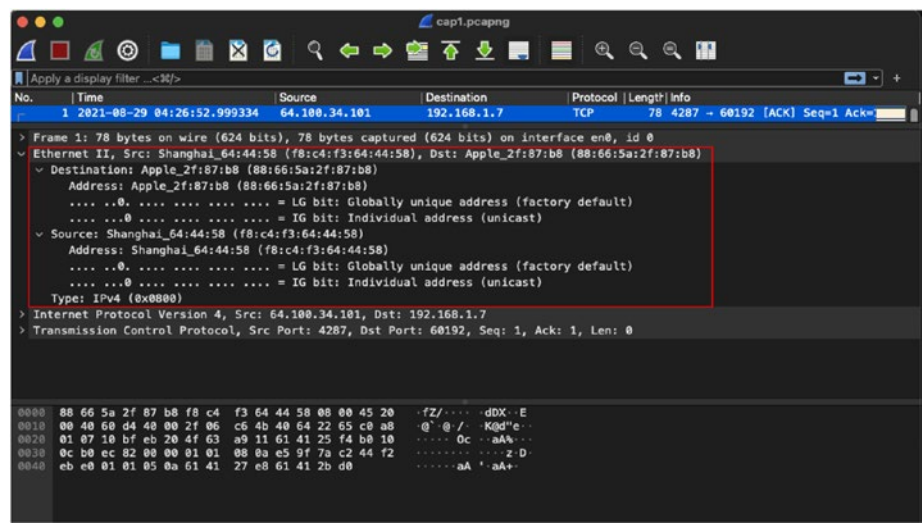 cap1.pcapng
Apply a display filter ...<⌘/>
No. Time Source Destination Protocol Length Info
1 2021-08-29 04:26:52.999334 64.100.34.101 192.168.1.7 TCP 78 4287 → 60192 [ACK] Seq=1 Ack=
Frame 1: 78 bytes on wire (624 bits), 78 bytes captured (624 bits) on interface en0, id 0
Ethernet II, Src: Shanghai_64:44:58 (f8:c4:f3:64:44:58), Dst: Apple_2f:87:b8 (88:66:5a:2f:87:b8)
Destination: Apple_2f:87:b8 (88:66:5a:2f:87:b8)
Address: Apple_2f:87:b8 (88:66:5a:2f:87:b8)
.... ..0. .... .... .... .... = LG bit: Globally unique address (factory default)
.... ...0 .... .... .... .... = IG bit: Individual address (unicast)
Source: Shanghai_64:44:58 (f8:c4:f3:64:44:58)
Address: Shanghai_64:44:58 (f8:c4:f3:64:44:58)
.... ..0. .... .... .... .... = LG bit: Globally unique address (factory default)
.... ...0 .... .... .... .... = IG bit: Individual address (unicast)
Type: IPv4 (0x0800)
Internet Protocol Version 4, Src: 64.100.34.101, Dst: 192.168.1.7
Transmission Control Protocol, Src Port: 4287, Dst Port: 60192, Seq: 1, Ack: 1, Len: 0
0000 88 66 5a 2f 87 b8 f8 c4 f3 64 44 58 08 00 45 20 ·fZ/···· ·dDX··E
0010 00 40 60 d4 40 00 2f 06 c6 4b 40 64 22 65 c0 a8 ·@`·@·/· ·K@d"e··
0020 01 07 10 bf eb 20 4f 63 a9 11 61 41 25 f4 b0 10 ····· Oc ··aA%···
0030 0c b0 ec 82 00 00 01 01 08 0a e5 9f 7a c2 44 f2 ········ ····z·D·
0040 eb e0 01 01 05 0a 61 41 27 e8 61 41 2b d0 ······aA '·aA+·